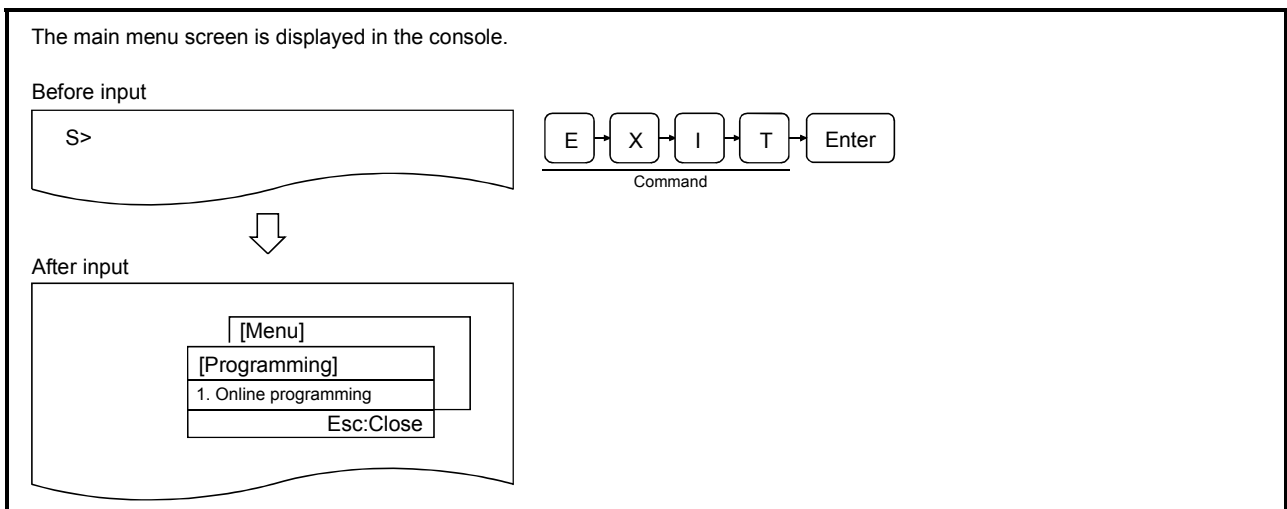 The main menu screen is displayed in the console.
Before input
S>
E X I T Enter
Command
After input
[Menu]
[Programming]
1. Online programming
Esc:Close